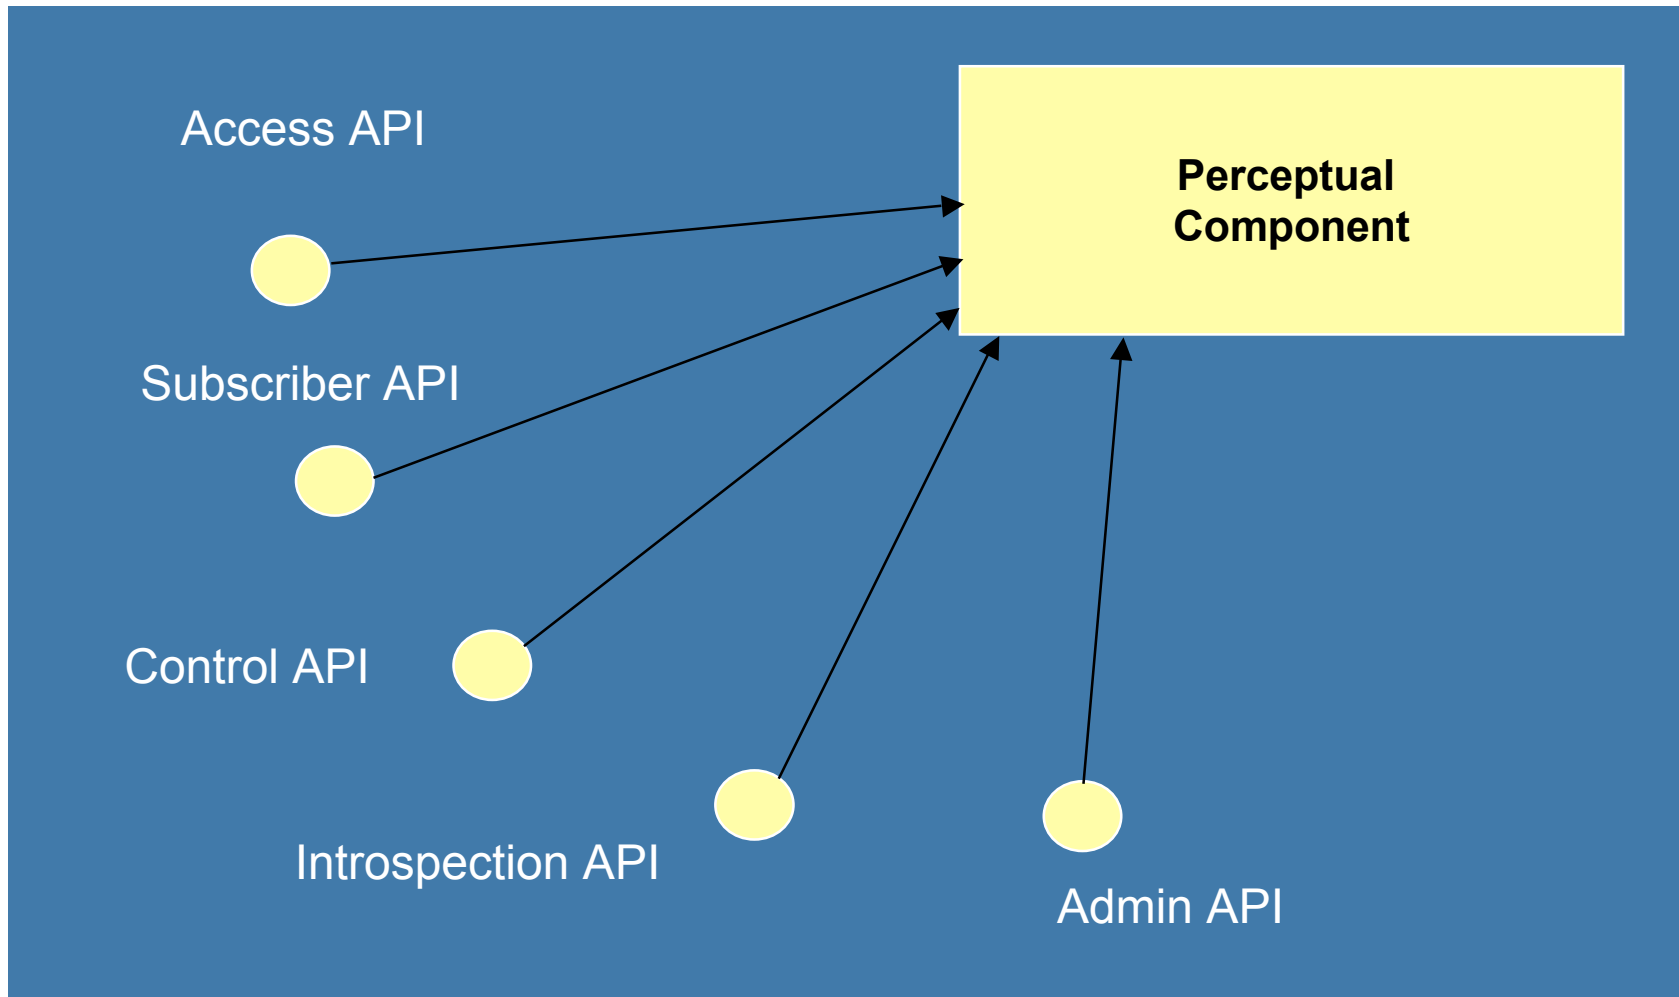 Access API
Perceptual
Component
Subscriber API
Control API
Introspection API
Admin API